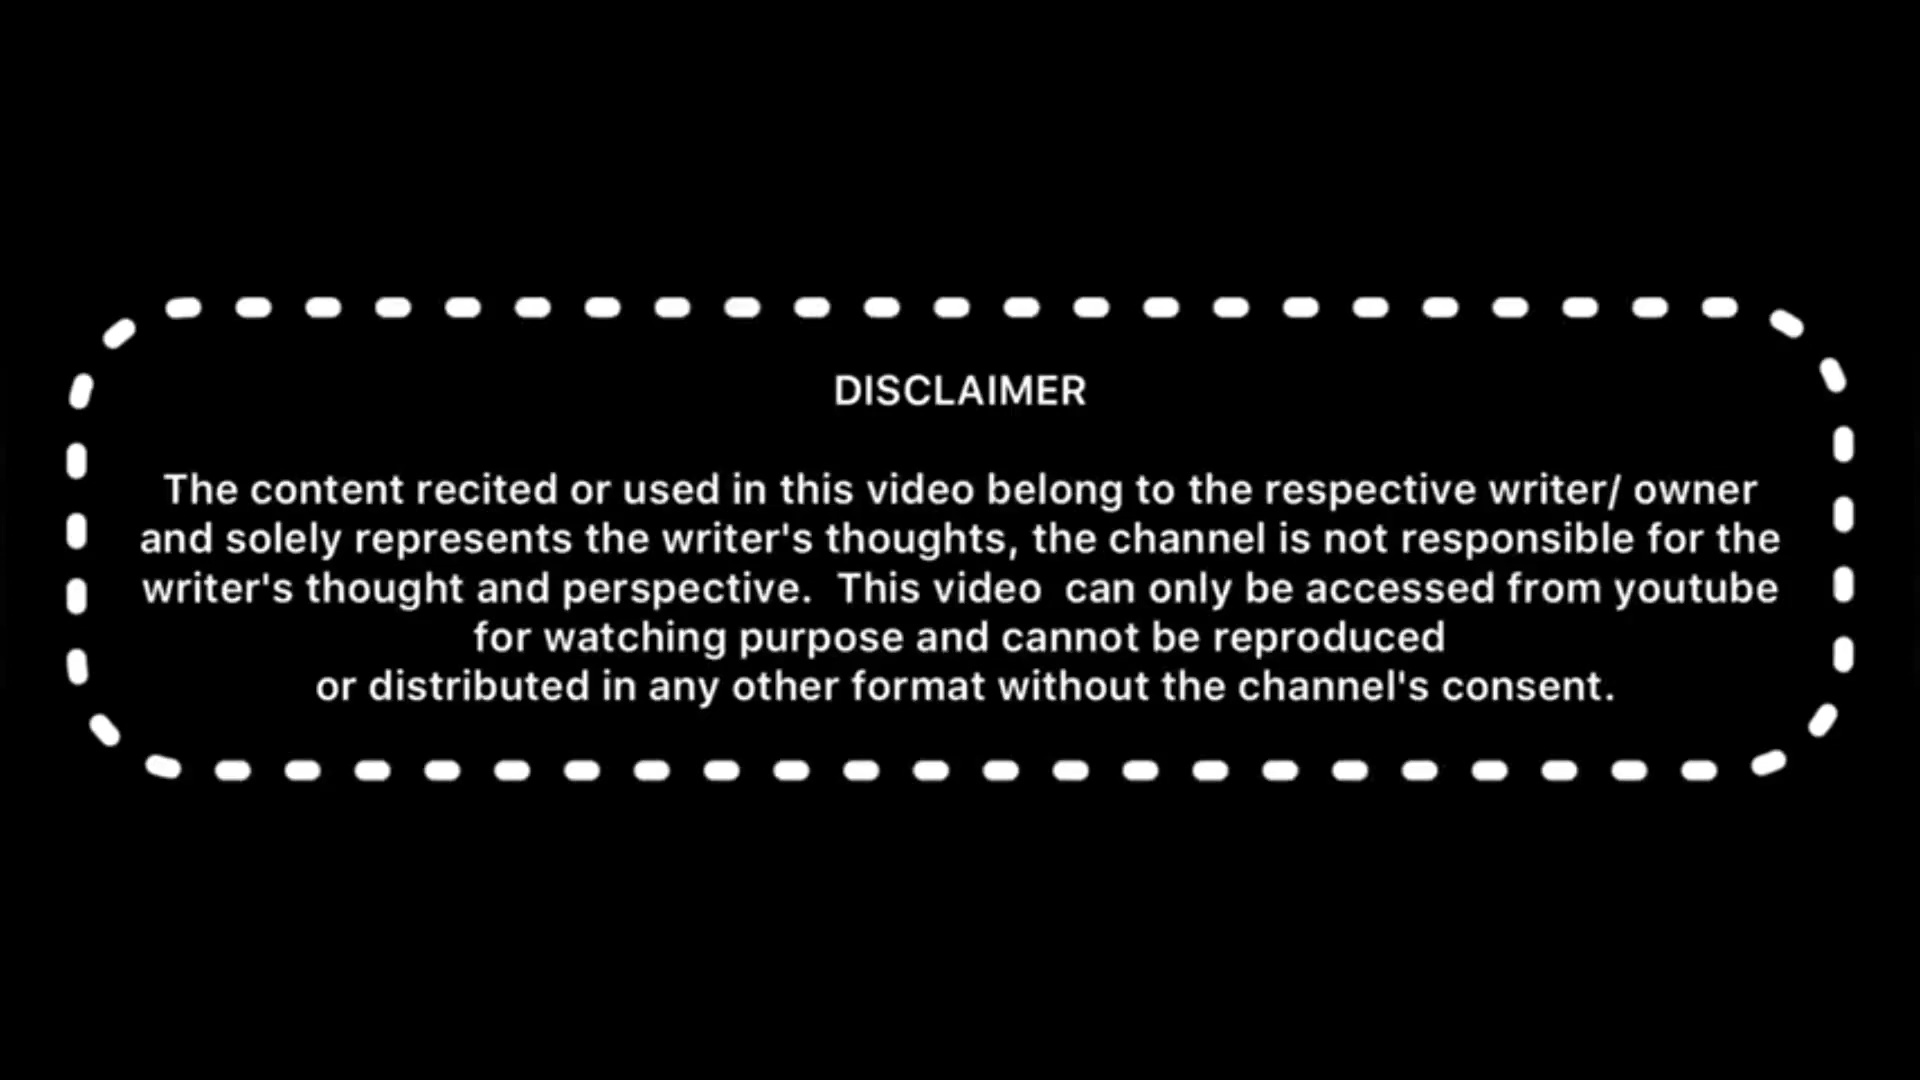 DISCLAIMER
The content recited or used in this video belong to the respective writer/ owner
and solely represents the writer's thoughts, the channel is not responsible for the
writer's thought and perspective.  This video  can only be accessed from youtube
for watching purpose and cannot be reproduced
or distributed in any other format without the channel's consent.